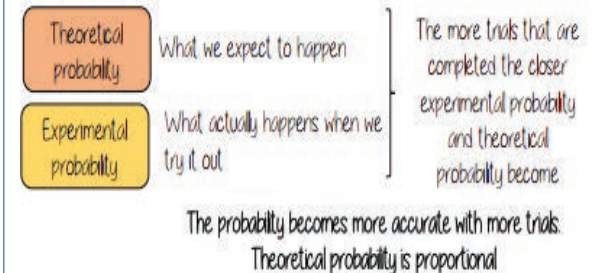 Theoretical
probability
What we expect to happen
Experimental
probability
What actually happens when we
try it out
The more trials that are
completed the closer
experimental probability
and theoretical
probability become
The probability becomes more accurate with more trials.
Theoretical probability is proportional